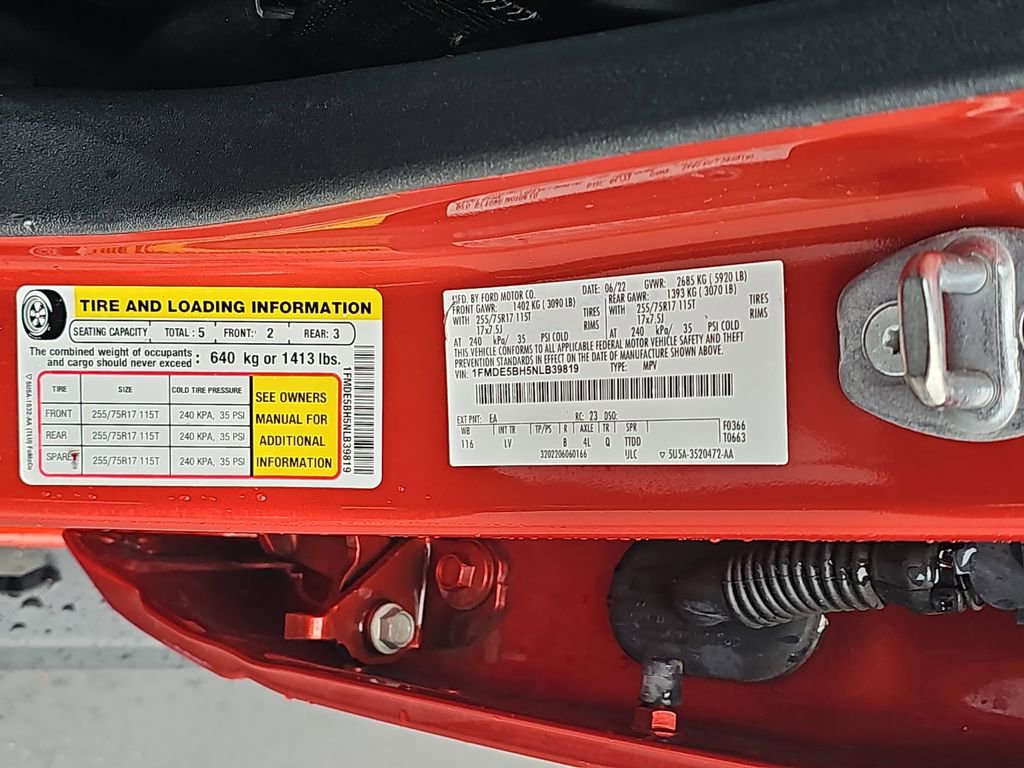 TIRE AND LOADING INFORMATION
SEATING CAPACITY TOTAL : 5 FRONT: 2 REAR: 3
The combined weight of occupants and cargo should never exceed : 640 kg or 1413 lbs.
TIRE SIZE COLD TIRE PRESSURE
FRONT 255/75R17 115T 240 KPA, 35 PSI
REAR 255/75R17 115T 240 KPA, 35 PSI
SPARE 255/75R17 115T 240 KPA, 35 PSI
SEE OWNERS
MANUAL FOR
ADDITIONAL
INFORMATION
1FMDE5BH5NLB39819
5U5A-1532-AA (1U) FoMoCo
MFD. BY FORD MOTOR CO. DATE: 06/22 GVWR: 2685 KG ( 5920 LB)
FRONT GAWR: 1402 KG ( 3090 LB) REAR GAWR: 1393 KG ( 3070 LB)
WITH 255/75R17 115T TIRES 255/75R17 115T TIRES
17x7.5J RIMS 17x7.5J RIMS
AT 240 kPa/ 35 PSI COLD AT 240 kPa/ 35 PSI COLD
THIS VEHICLE CONFORMS TO ALL APPLICABLE FEDERAL MOTOR VEHICLE SAFETY AND THEFT
PREVENTION STANDARDS IN EFFECT ON THE DATE OF MANUFACTURE SHOWN ABOVE.
VIN: 1FMDE5BH5NLB39819 TYPE: MPV
EXT PNT: EA RC: 23 DSO: F0366
WB INT TR TP/PS R AXLE TR SPR T0663
116 LV B 4L Q TTDD
3202206060166 IJLC ▽ 5U5A-3520472-AA